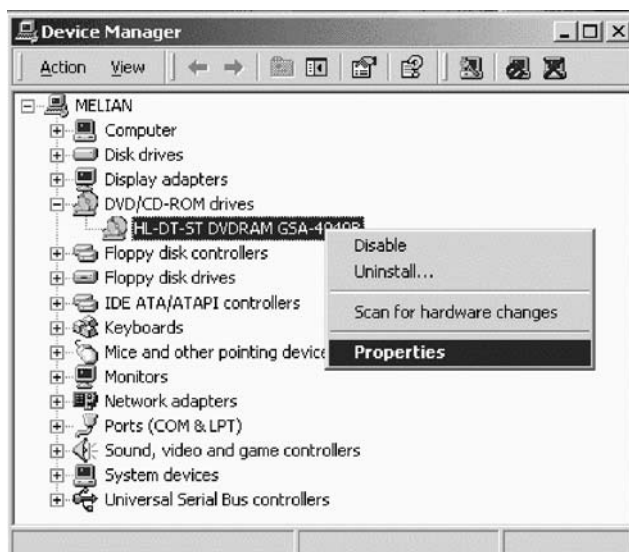 Device Manager
Action View
MELIAN
Computer
Disk drives
Display adapters
DVD/CD-ROM drives
HL-DT-ST DVDRAM GSA-4040B
Floppy disk controllers
Floppy disk drives
IDE ATA/ATAPI controllers
Keyboards
Mice and other pointing device
Monitors
Network adapters
Ports (COM & LPT)
Sound, video and game controllers
System devices
Universal Serial Bus controllers
Disable
Uninstall...
Scan for hardware changes
Properties